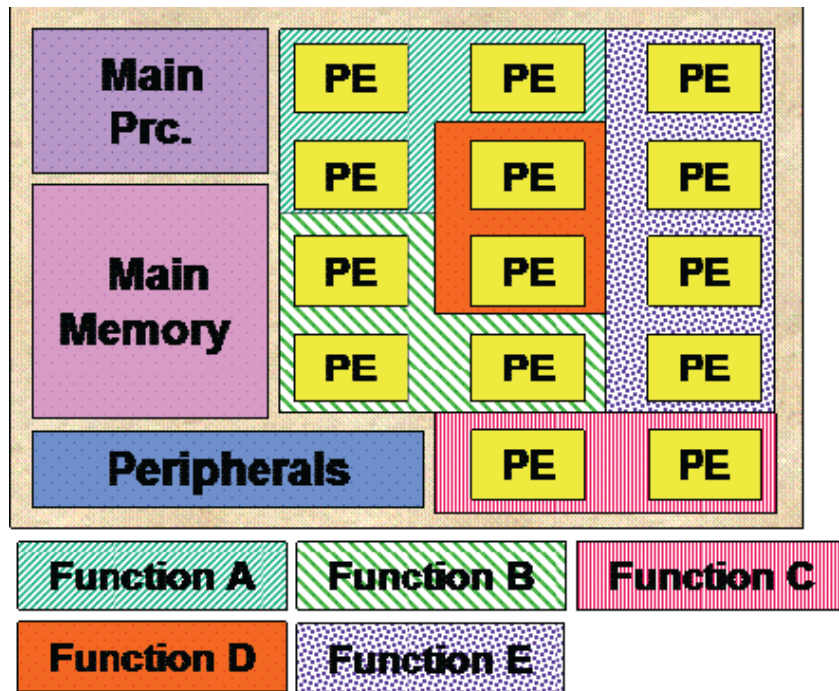 Main
Prc.
PE PE PE
PE PE PE
Main
Memory
PE PE PE
PE PE PE
Peripherals
PE PE
Function A Function B Function C
Function D Function E